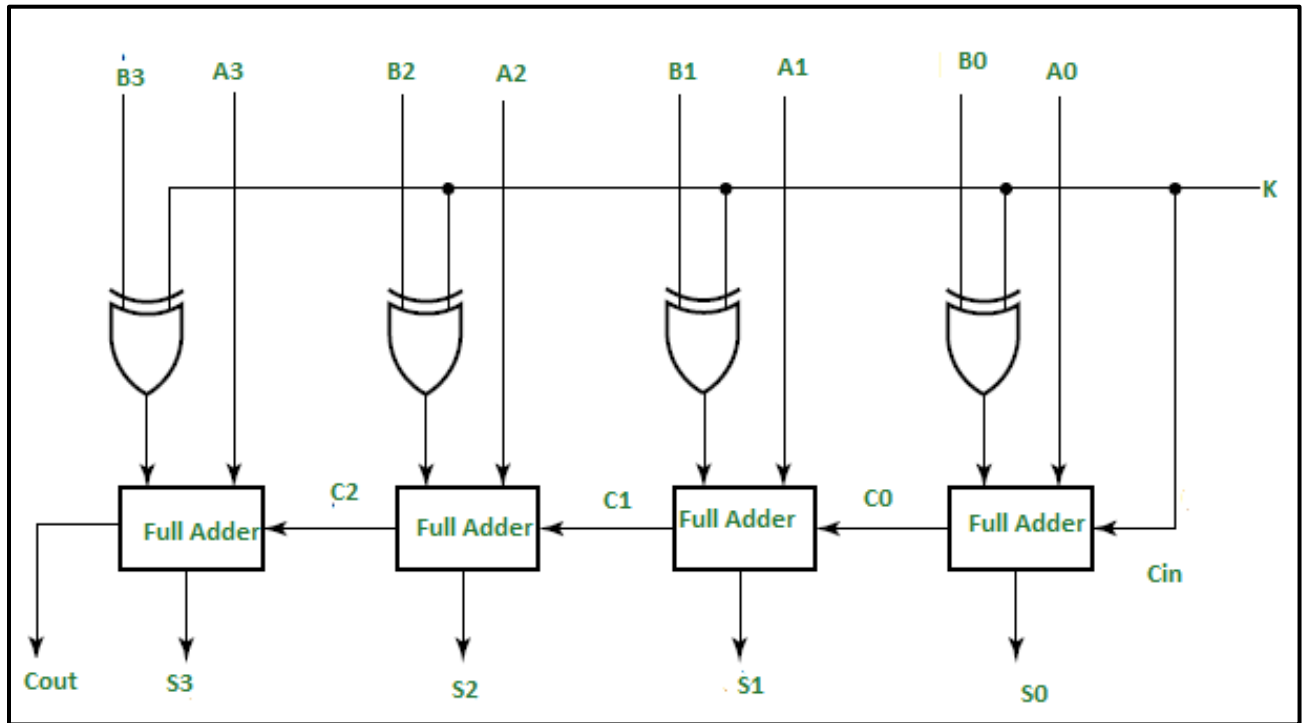 B3 A3 B2 A2 B1 A1 B0 A0
K
C2 C1 C0
Full Adder Full Adder Full Adder Full Adder
Cin
Cout S3 S2 S1 S0